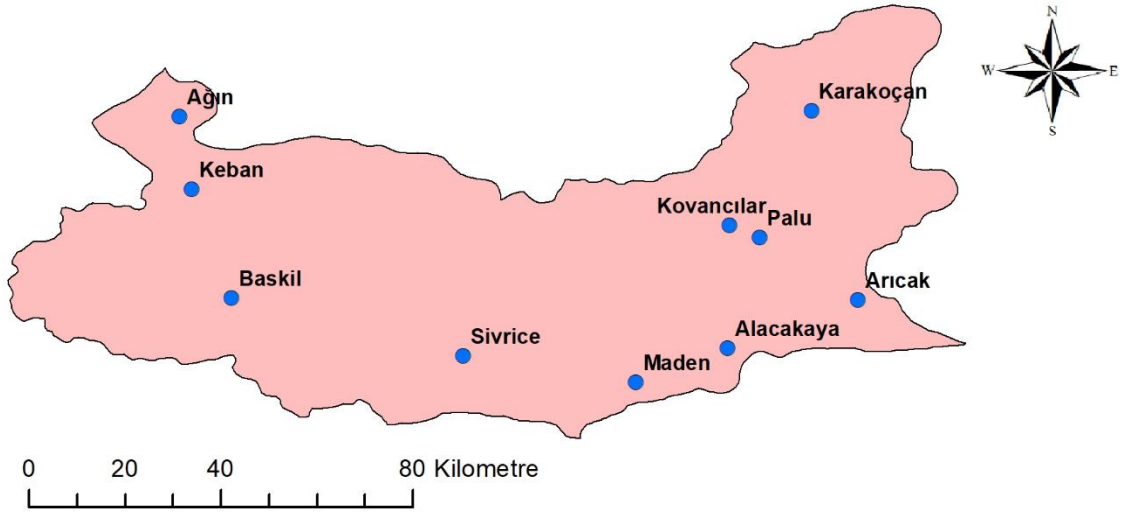 N
W E
S
Ağın
Karakoçan
Keban
Kovancılar
Palu
Baskil
Arıcak
Sivrice
Alacakaya
Maden
0 20 40 80 Kilometre